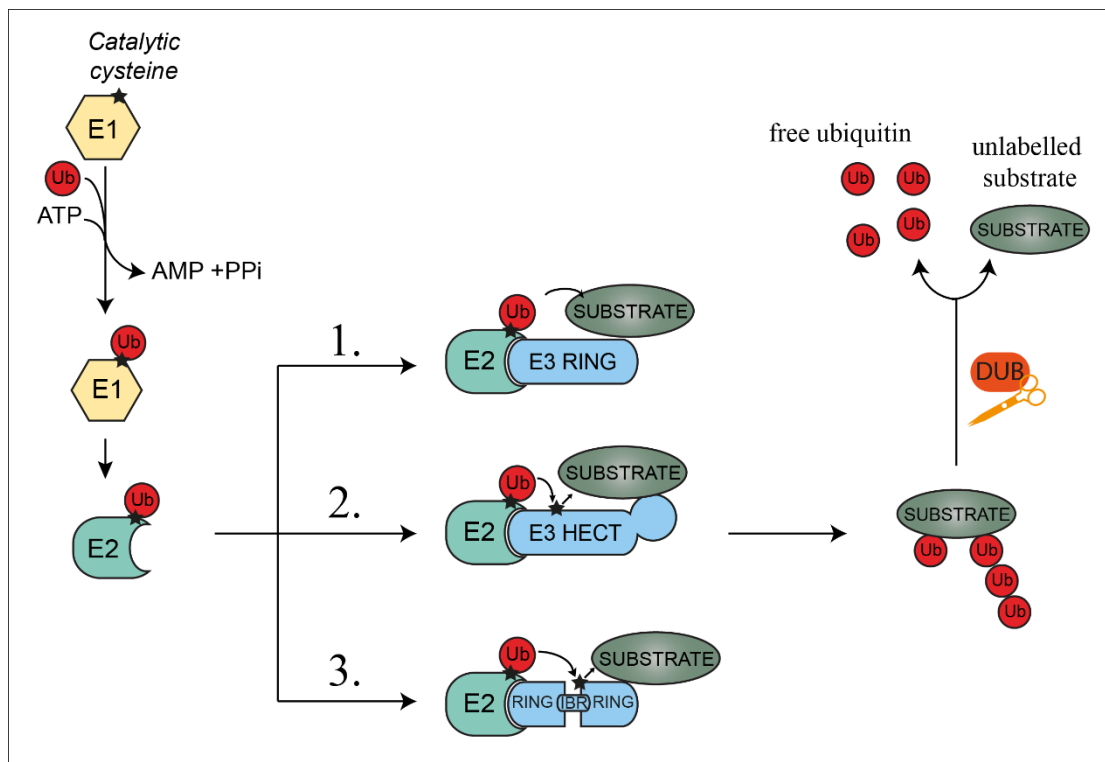 Catalytic
cysteine
E1
Ub
ATP
AMP +PPi
Ub
E1
Ub
E2
1.
Ub
SUBSTRATE
E2
E3 RING
2.
Ub
SUBSTRATE
E2
E3 HECT
3.
Ub
SUBSTRATE
E2
RING
IBR
RING
free ubiquitin
unlabelled
substrate
Ub
Ub
Ub
Ub
SUBSTRATE
DUB
SUBSTRATE
Ub
Ub
Ub
Ub